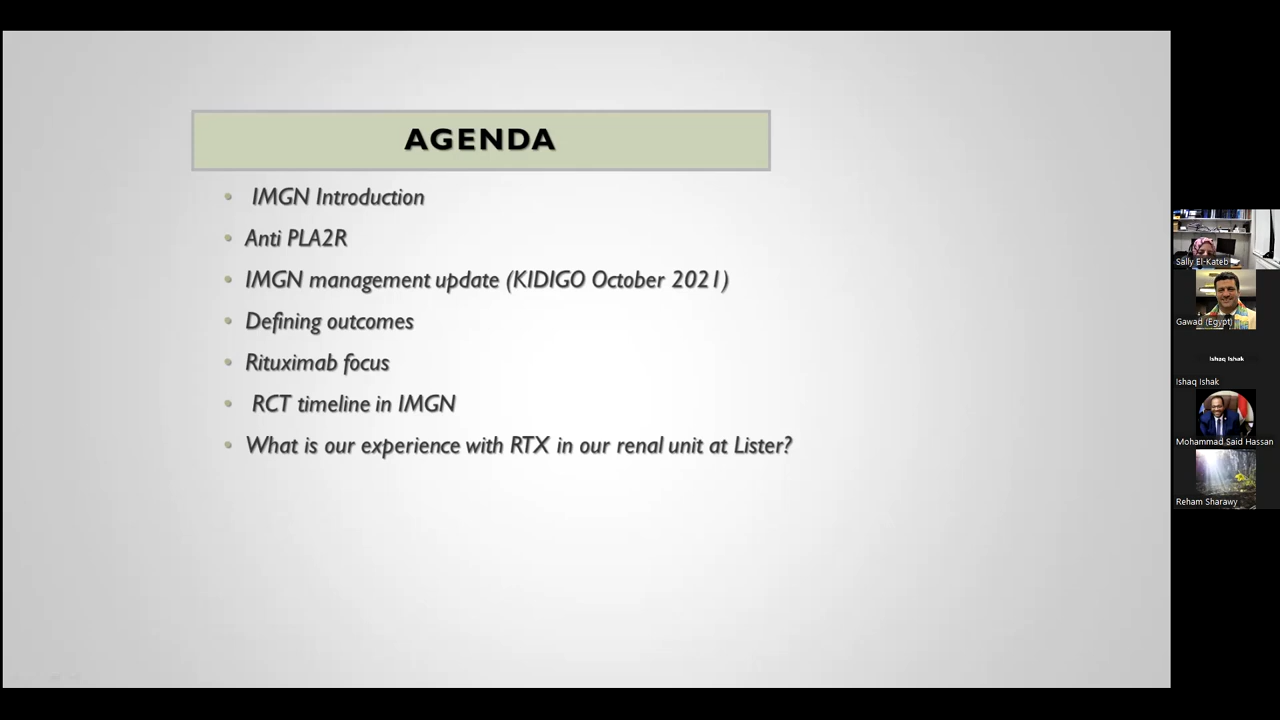 AGENDA
• IMGN Introduction
• Anti PLA2R
• IMGN management update (KIDIGO October 2021)
• Defining outcomes
• Rituximab focus
• RCT timeline in IMGN
• What is our experience with RTX in our renal unit at Lister?
Sally El-Kateb
Gawad (Egypt)
Ishaq Ishak
Ishaq Ishak
Mohammad Said Hassan
Reham Sharawy